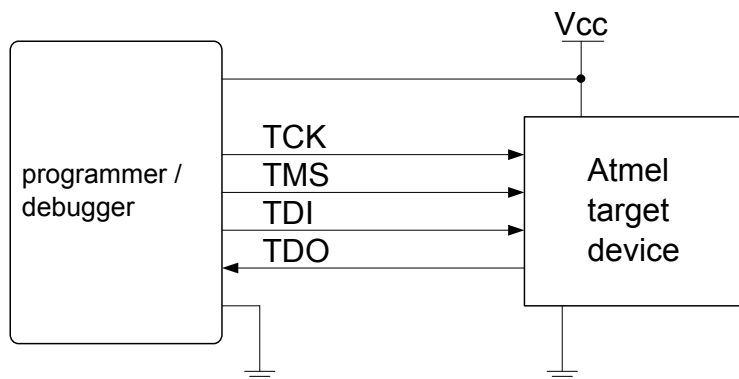 Vcc
programmer /
debugger
TCK
TMS
TDI
TDO
Atmel
target
device